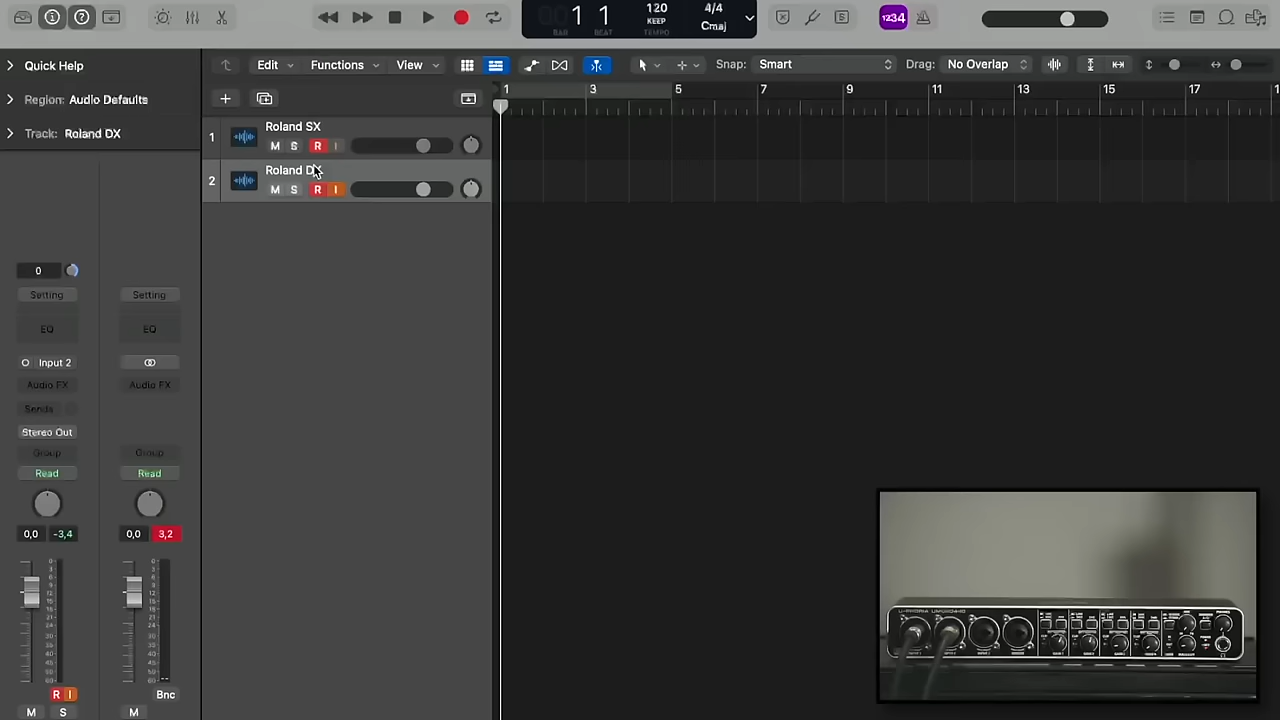 1234
1 1
BAR BEAT
120
KEEP
TEMPO
4/4
Cmaj
Quick Help
Region: Audio Defaults
Track: Roland DX
Edit
Functions
View
Snap: Smart
Drag: No Overlap
1 3 5 7 9 11 13 15 17 1
1
Roland SX
M S R I
2
Roland DX
M S R I
0
Setting Setting
EQ EQ
Input 2
Audio FX Audio FX
Sends
Stereo Out
Group Group
Read Read
0,0 -3,4 0,0 3,2
R I Bnc
M S M
U-PHORIA UMC404HD